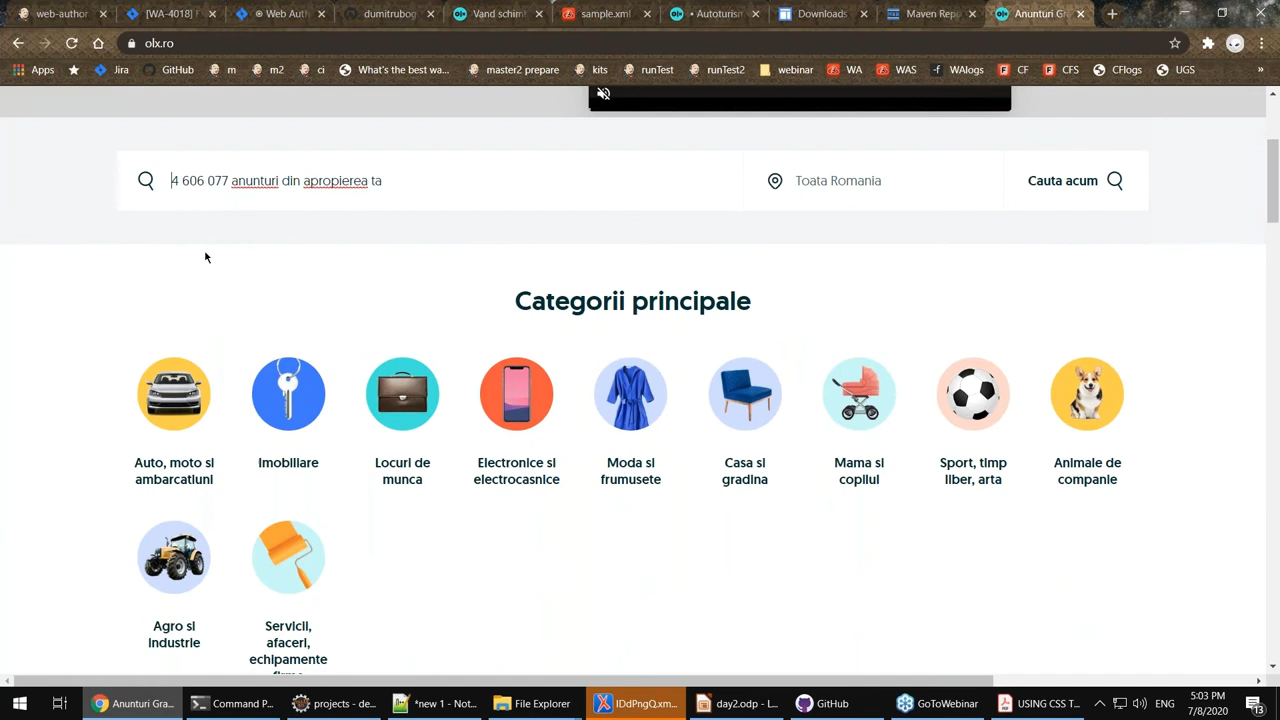 web-author
[WA-4018] F
Web Aut
dumitrubog
Vand schim
sample.xml
• Autoturism
Downloads
Maven Repo
Anunturi Gr
olx.ro
Apps
Jira
GitHub
m
m2
ci
What's the best wa...
master2 prepare
kits
runTest
runTest2
webinar
WA
WAS
WAlogs
CF
CFS
CFlogs
UGS
»
4 606 077 anunturi din apropierea ta
Toata Romania
Cauta acum
Categorii principale
Auto, moto si
ambarcatiuni
Imobiliare
Locuri de
munca
Electronice si
electrocasnice
Moda si
frumusete
Casa si
gradina
Mama si
copilul
Sport, timp
liber, arta
Animale de
companie
Agro si
industrie
Servicii,
afaceri,
echipamente
Anunturi Gra...
Command P...
projects - de...
*new 1 - Not...
File Explorer
IDdPngQ.xm...
day2.odp - L...
GitHub
GoToWebinar
USING CSS T...
ENG
5:03 PM
7/8/2020
13